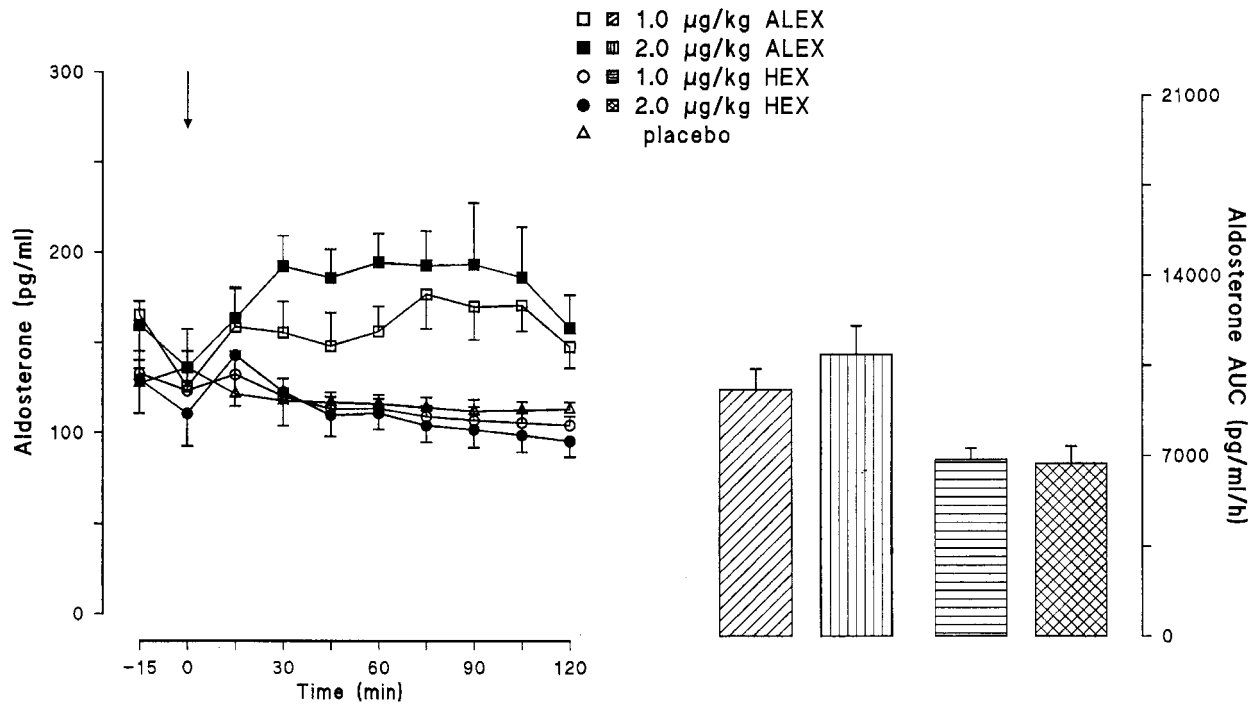 1.0 µg/kg ALEX
2.0 µg/kg ALEX
1.0 µg/kg HEX
2.0 µg/kg HEX
placebo
Aldosterone (pg/ml)
300
200
100
0
-15 0 30 60 90 120
Time (min)
21000
14000
7000
0
Aldosterone AUC (pg/ml/h)